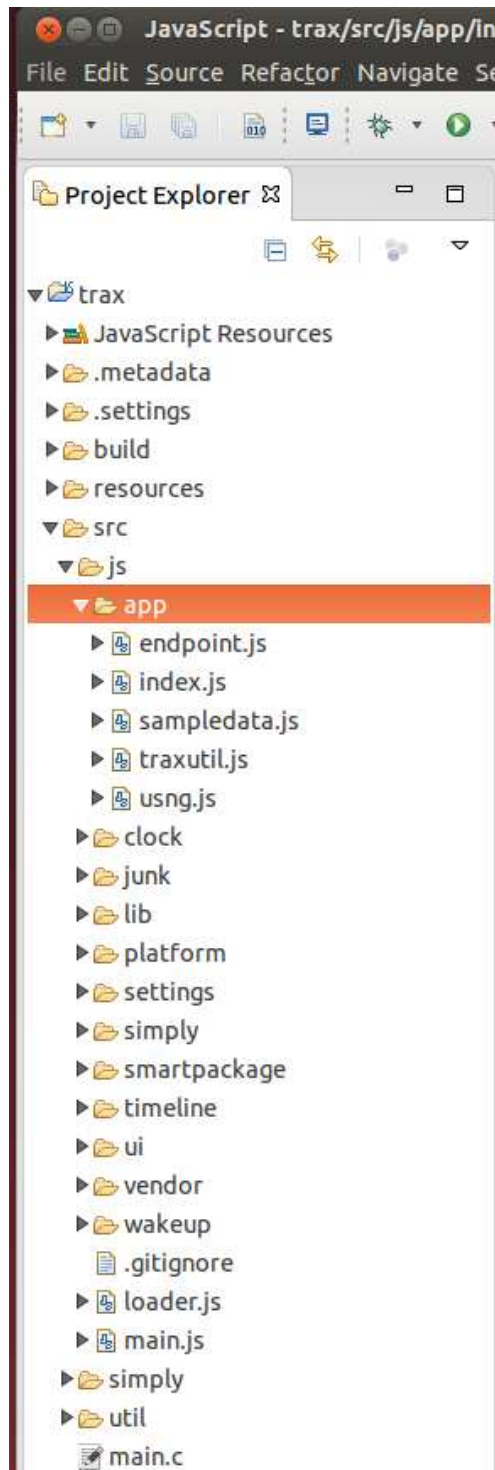 JavaScript - trax/src/js/app/in
File Edit Source Refactor Navigate Se
010
Project Explorer
trax
JavaScript Resources
.metadata
.settings
build
resources
src
js
app
endpoint.js
index.js
sampledata.js
traxutil.js
usng.js
clock
junk
lib
platform
settings
simply
smartpackage
timeline
ui
vendor
wakeup
.gitignore
loader.js
main.js
simply
util
main.c